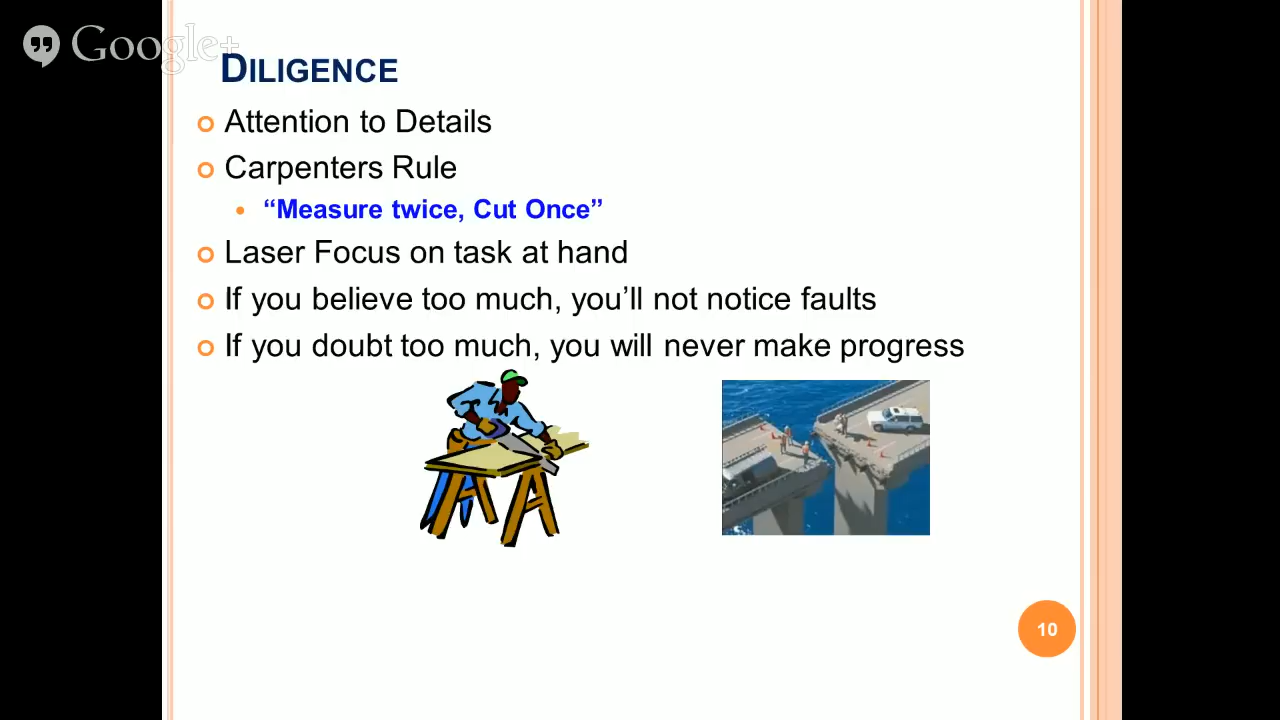 Google+
DILIGENCE
Attention to Details
Carpenters Rule
“Measure twice, Cut Once”
Laser Focus on task at hand
If you believe too much, you’ll not notice faults
If you doubt too much, you will never make progress
10